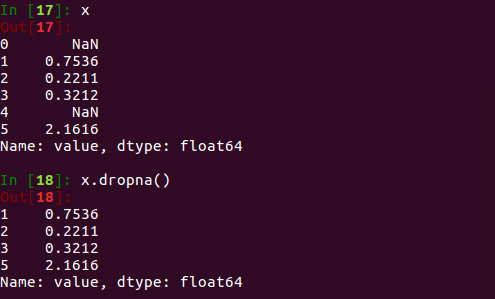 In [17]: x
Out[17]:
0       NaN
1    0.7536
2    0.2211
3    0.3212
4       NaN
5    2.1616
Name: value, dtype: float64
In [18]: x.dropna()
Out[18]:
1    0.7536
2    0.2211
3    0.3212
5    2.1616
Name: value, dtype: float64